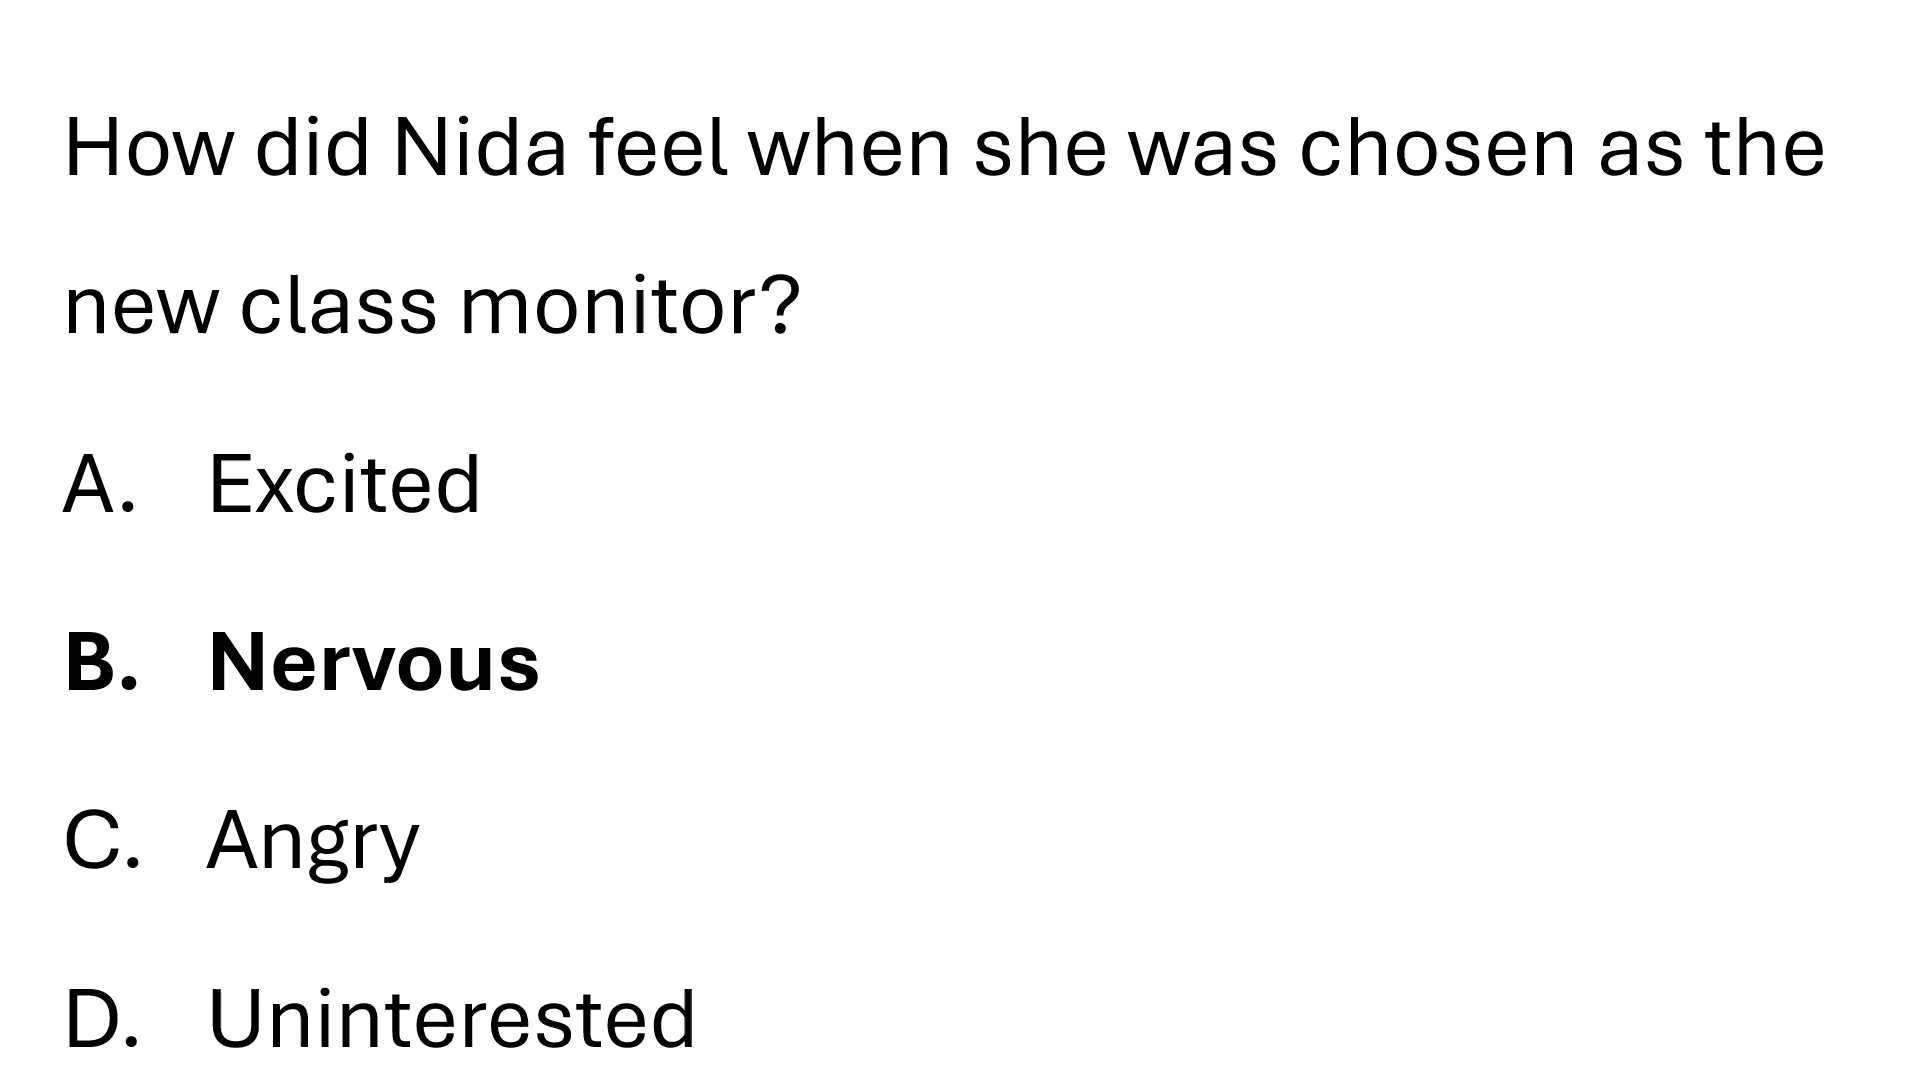 How did Nida feel when she was chosen as the
new class monitor?
A. Excited
B. Nervous
C. Angry
D. Uninterested